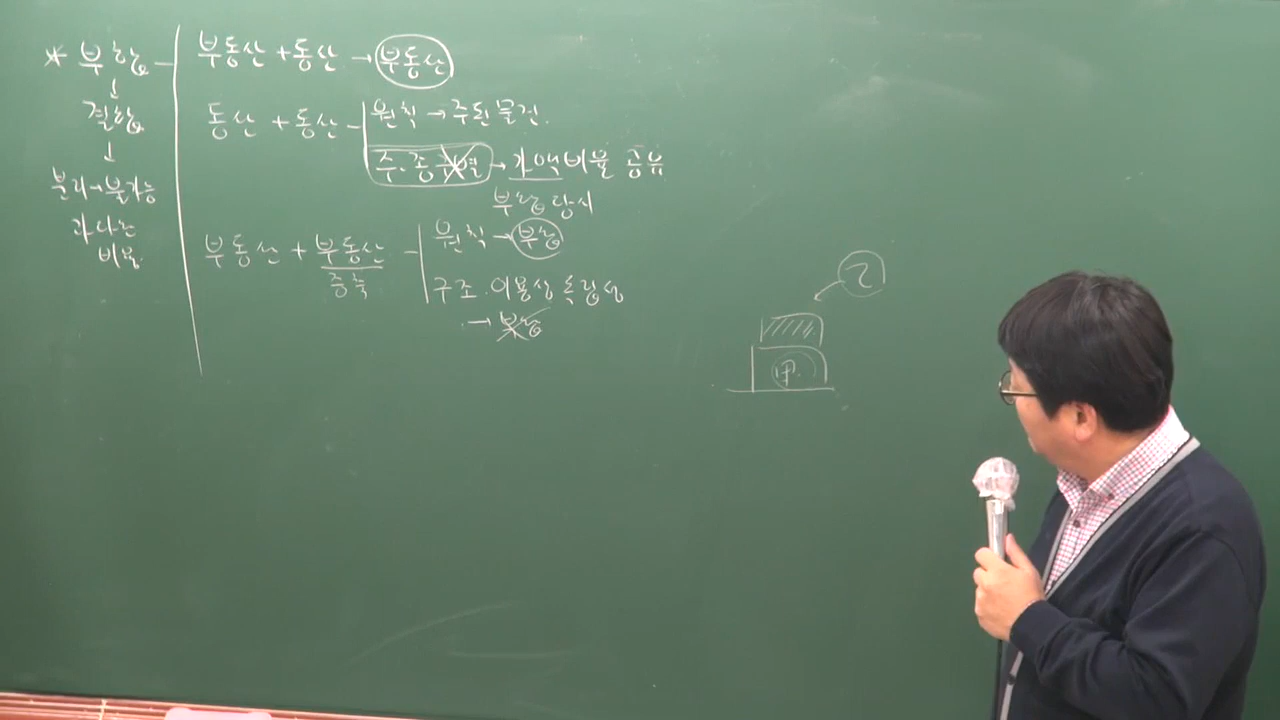 * 부합
↓
결합
↓
분리→불가능
과다한
비용.
부동산 + 동산 → 부동산
동산 + 동산
원칙 → 주된 물건.
주.종 구별 → 가액비율 공유
부합 당시
부동산 + 부동산
증축
원칙 → 부합
구조.이용상 독립성
→ 부합
乙
甲.